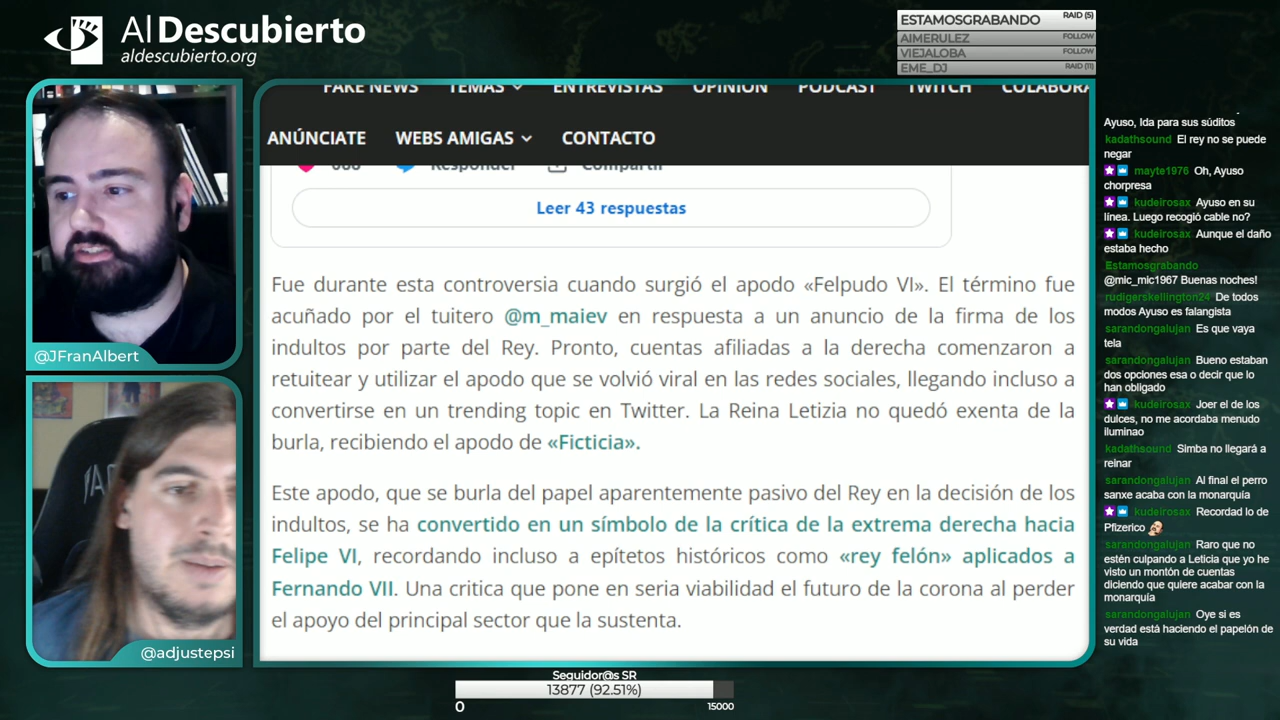 Al Descubierto
aldescubierto.org
ESTAMOSGRABANDO RAID (5)
AIMERULEZ FOLLOW
VIEJALOBA FOLLOW
EME_DJ RAID (11)
FAKE NEWS TEMAS ENTREVISTAS OPINIÓN PODCAST TWITCH COLABORA
ANÚNCIATE WEBS AMIGAS CONTACTO
Responder Compartir
Leer 43 respuestas
Fue durante esta controversia cuando surgió el apodo «Felpudo VI». El término fue
acuñado por el tuitero @m_maiev en respuesta a un anuncio de la firma de los
indultos por parte del Rey. Pronto, cuentas afiliadas a la derecha comenzaron a
retuitear y utilizar el apodo que se volvió viral en las redes sociales, llegando incluso a
convertirse en un trending topic en Twitter. La Reina Letizia no quedó exenta de la
burla, recibiendo el apodo de «Ficticia».
Este apodo, que se burla del papel aparentemente pasivo del Rey en la decisión de los
indultos, se ha convertido en un símbolo de la crítica de la extrema derecha hacia
Felipe VI, recordando incluso a epítetos históricos como «rey felón» aplicados a
Fernando VII. Una critica que pone en seria viabilidad el futuro de la corona al perder
el apoyo del principal sector que la sustenta.
@JFranAlbert
@adjustepsi
Ayuso, Ida para sus súditos
kadathsound El rey no se puede
negar
mayte1976 Oh, Ayuso
chorpresa
kudeirosax Ayuso en su
línea. Luego recogió cable no?
kudeirosax Aunque el daño
estaba hecho
Estamosgrabando
@mic_mic1967 Buenas noches!
rudigerskellington24 De todos
modos Ayuso es falangista
sarandongalujan Es que vaya
tela
sarandongalujan Bueno estaban
dos opciones esa o decir que lo
han obligado
kudeirosax Joer el de los
dulces, no me acordaba menudo
iluminao
kadathsound Simba no llegará a
reinar
sarandongalujan Al final el perro
sanxe acaba con la monarquía
kudeirosax Recordad lo de
Pfizerico
sarandongalujan Raro que no
estén culpando a Leticia que yo he
visto un montón de cuentas
diciendo que quiere acabar con la
monarquía
sarandongalujan Oye si es
verdad está haciendo el papelón de
su vida
Seguidor@s SR
13877 (92.51%)
0 15000